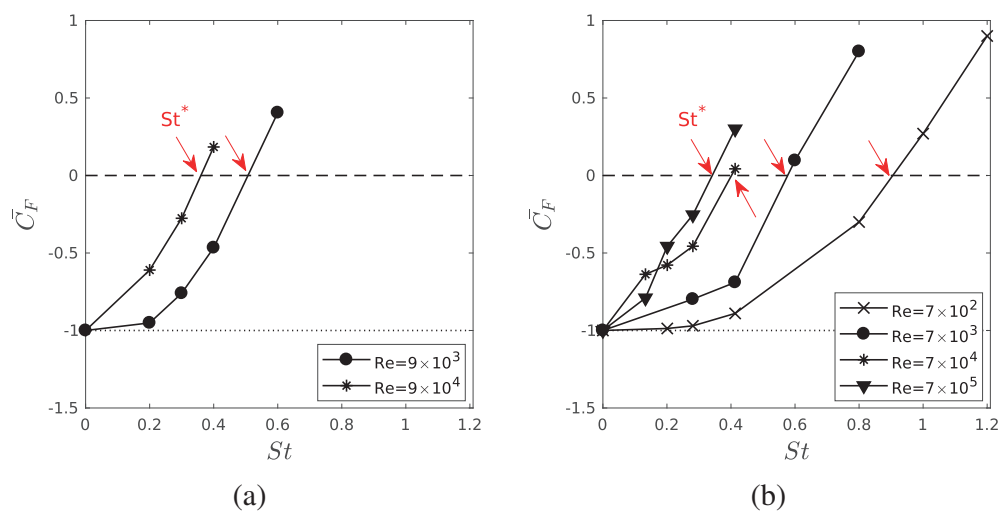 1
0.5
0
-0.5
-1
-1.5
0 0.2 0.4 0.6 0.8 1 1.2
C̄_F
St
St*
Re=9×10³
Re=9×10⁴
(a)
1
0.5
0
-0.5
-1
-1.5
0 0.2 0.4 0.6 0.8 1 1.2
C̄_F
St
St*
Re=7×10²
Re=7×10³
Re=7×10⁴
Re=7×10⁵
(b)